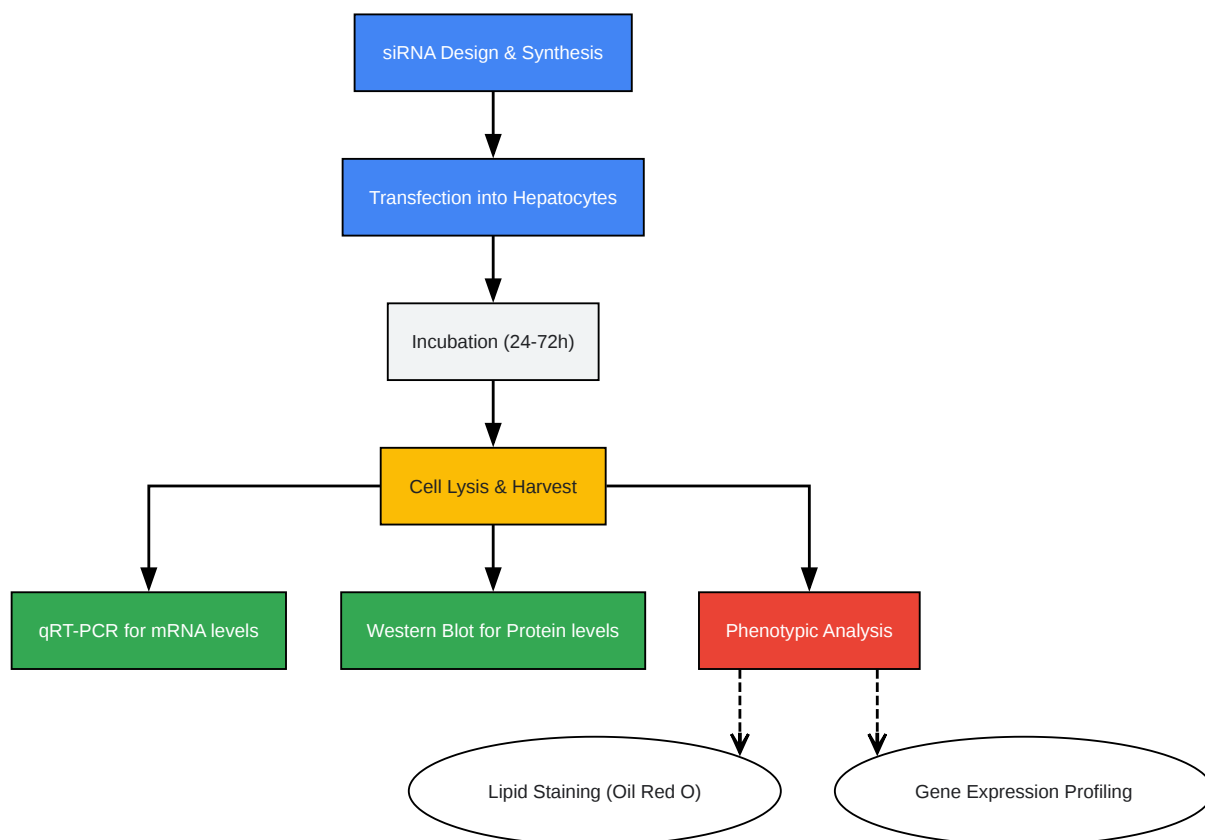 siRNA Design & Synthesis
Transfection into Hepatocytes
Incubation (24-72h)
Cell Lysis & Harvest
qRT-PCR for mRNA levels
Western Blot for Protein levels
Phenotypic Analysis
Lipid Staining (Oil Red O)
Gene Expression Profiling